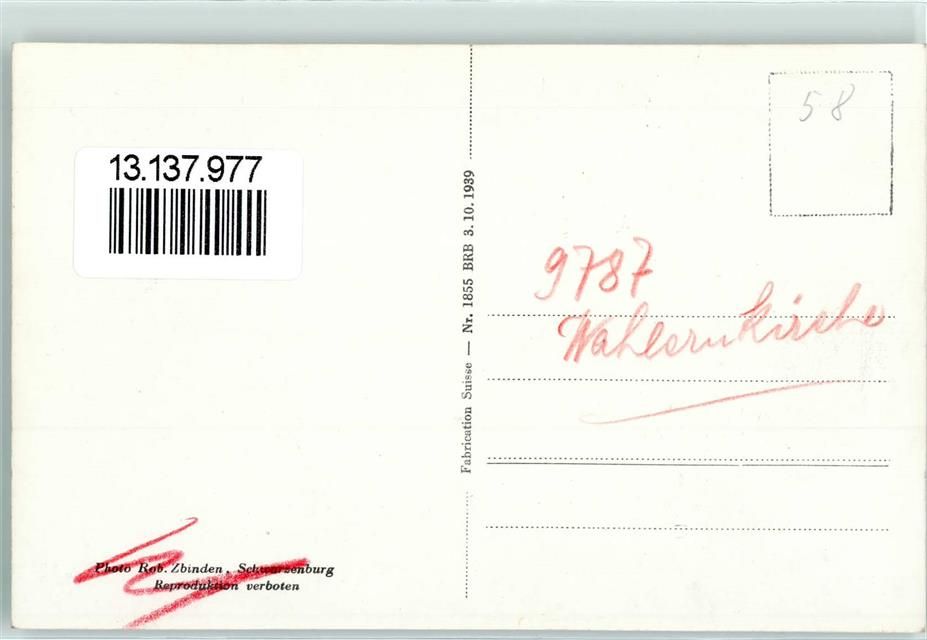 13.137.977
Photo Rob. Zbinden, Schwarzenburg
Reproduktion verboten
Fabrication Suisse — Nr. 1855 BRB 3.10.1939
58
9787
Wahlernkirche